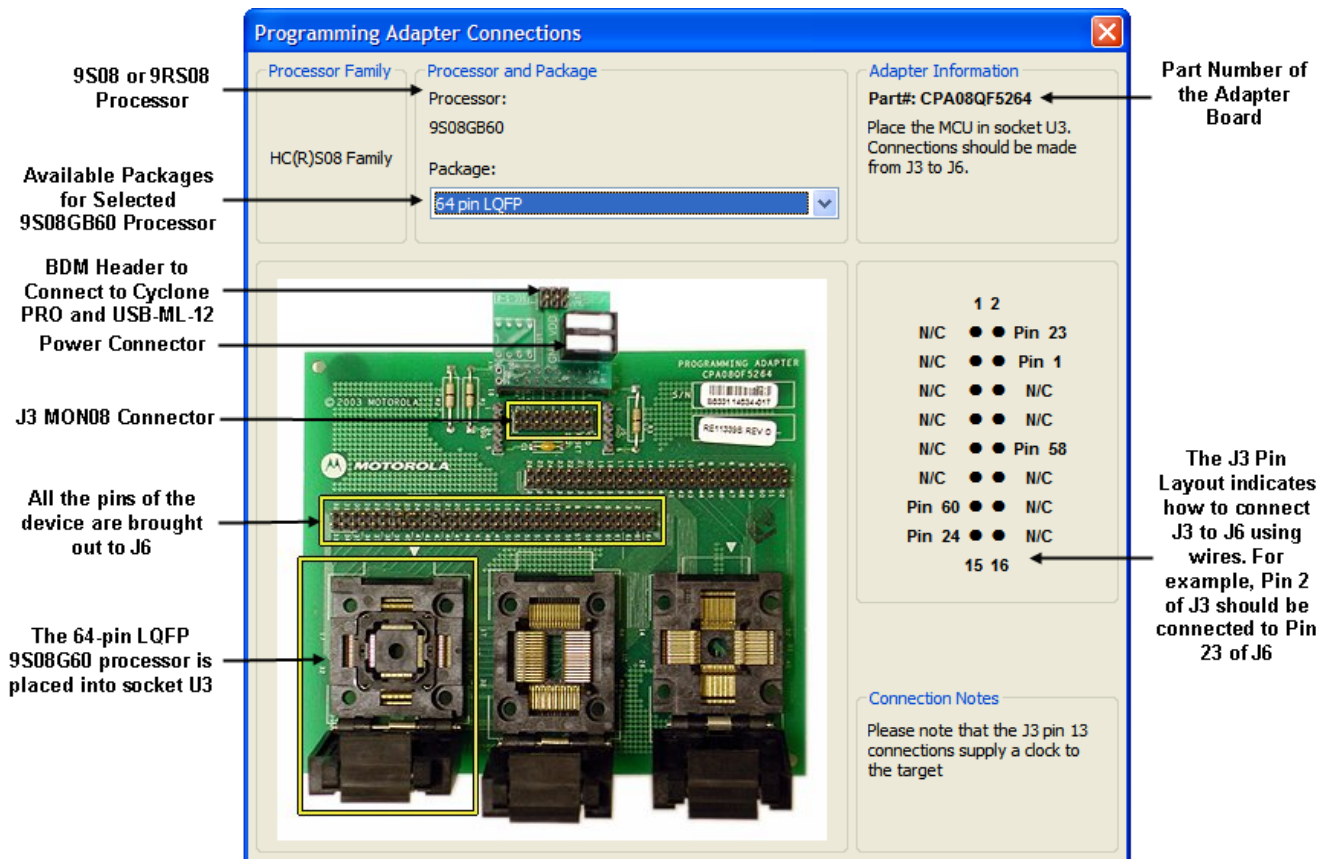 Programming Adapter Connections
9S08 or 9RS08
Processor
Available Packages
for Selected
9S08GB60 Processor
BDM Header to
Connect to Cyclone
PRO and USB-ML-12
Power Connector
J3 MON08 Connector
All the pins of the
device are brought
out to J6
The 64-pin LQFP
9S08G60 processor is
placed into socket U3
Processor Family
HC(R)S08 Family
Processor and Package
Processor:
9S08GB60
Package:
64 pin LQFP
Adapter Information
Part#: CPA08QF5264
Place the MCU in socket U3.
Connections should be made
from J3 to J6.
Part Number of
the Adapter
Board
VDD
PROGRAMMING ADAPTER
CPA08QF5264
S/N
© 2003 MOTOROLA
RE11339B REV:D
MOTOROLA
1 2
N/C Pin 23
N/C Pin 1
N/C N/C
N/C N/C
N/C Pin 58
N/C N/C
Pin 60 N/C
Pin 24 N/C
15 16
The J3 Pin
Layout indicates
how to connect
J3 to J6 using
wires. For
example, Pin 2
of J3 should be
connected to Pin
23 of J6
Connection Notes
Please note that the J3 pin 13
connections supply a clock to
the target